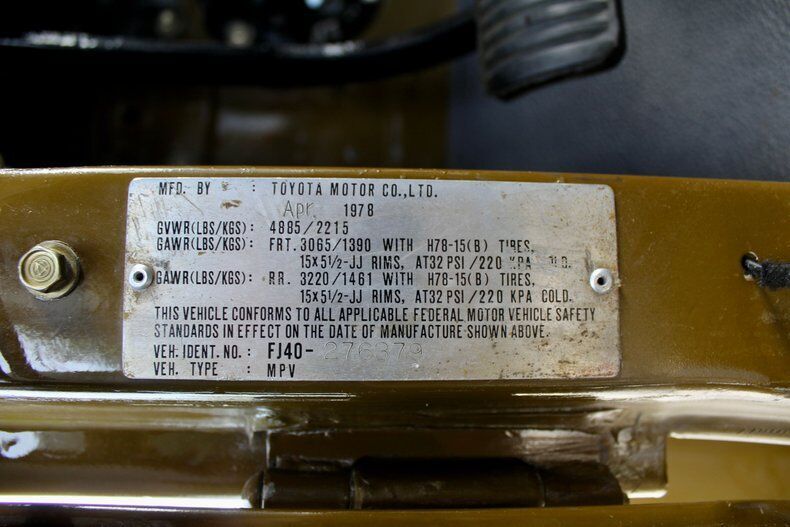 MFD. BY : TOYOTA MOTOR CO.,LTD.
Apr. 1978
GVWR(LBS/KGS): 4885/2215
GAWR(LBS/KGS): FRT. 3065/1390 WITH H78-15(B) TIRES,
15x5½-JJ RIMS, AT32 PSI/220 KPA
GAWR(LBS/KGS): RR. 3220/1461 WITH H78-15(B) TIRES,
15x5½-JJ RIMS, AT32 PSI/220 KPA COLD.
THIS VEHICLE CONFORMS TO ALL APPLICABLE FEDERAL MOTOR VEHICLE SAFETY
STANDARDS IN EFFECT ON THE DATE OF MANUFACTURE SHOWN ABOVE.
VEH. IDENT. NO. : FJ40-276379
VEH. TYPE : MPV